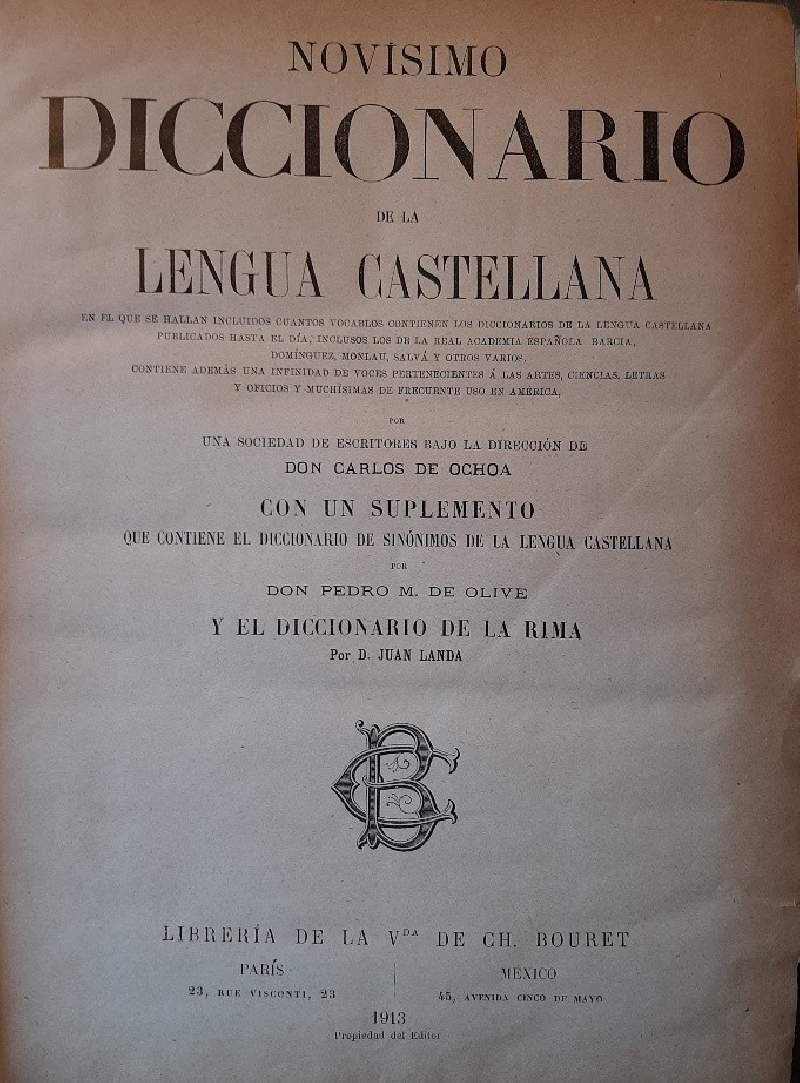 NOVÍSIMO
DICCIONARIO
DE LA
LENGUA CASTELLANA
EN EL QUE SE HALLAN INCLUIDOS CUANTOS VOCABLOS CONTIENEN LOS DICCIONARIOS DE LA LENGUA CASTELLANA
PUBLICADOS HASTA EL DÍA, INCLUSOS LOS DE LA REAL ACADEMIA ESPAÑOLA BARCIA,
DOMÍNGUEZ, MONLAU, SALVÁ Y OTROS VARIOS,
CONTIENE ADEMÁS UNA INFINIDAD DE VOCES PERTENECIENTES Á LAS ARTES, CIENCIAS, LETRAS
Y OFICIOS Y MUCHÍSIMAS DE FRECUENTE USO EN AMÉRICA,
POR
UNA SOCIEDAD DE ESCRITORES BAJO LA DIRECCIÓN DE
DON CARLOS DE OCHOA
CON UN SUPLEMENTO
QUE CONTIENE EL DICCIONARIO DE SINÓNIMOS DE LA LENGUA CASTELLANA
POR
DON PEDRO M. DE OLIVE
Y EL DICCIONARIO DE LA RIMA
Por D. JUAN LANDA
CB
LIBRERÍA DE LA Vda DE CH. BOURET
PARÍS
23, RUE VISCONTI, 23
MÉXICO
45, AVENIDA CINCO DE MAYO
1913
Propiedad del Editor